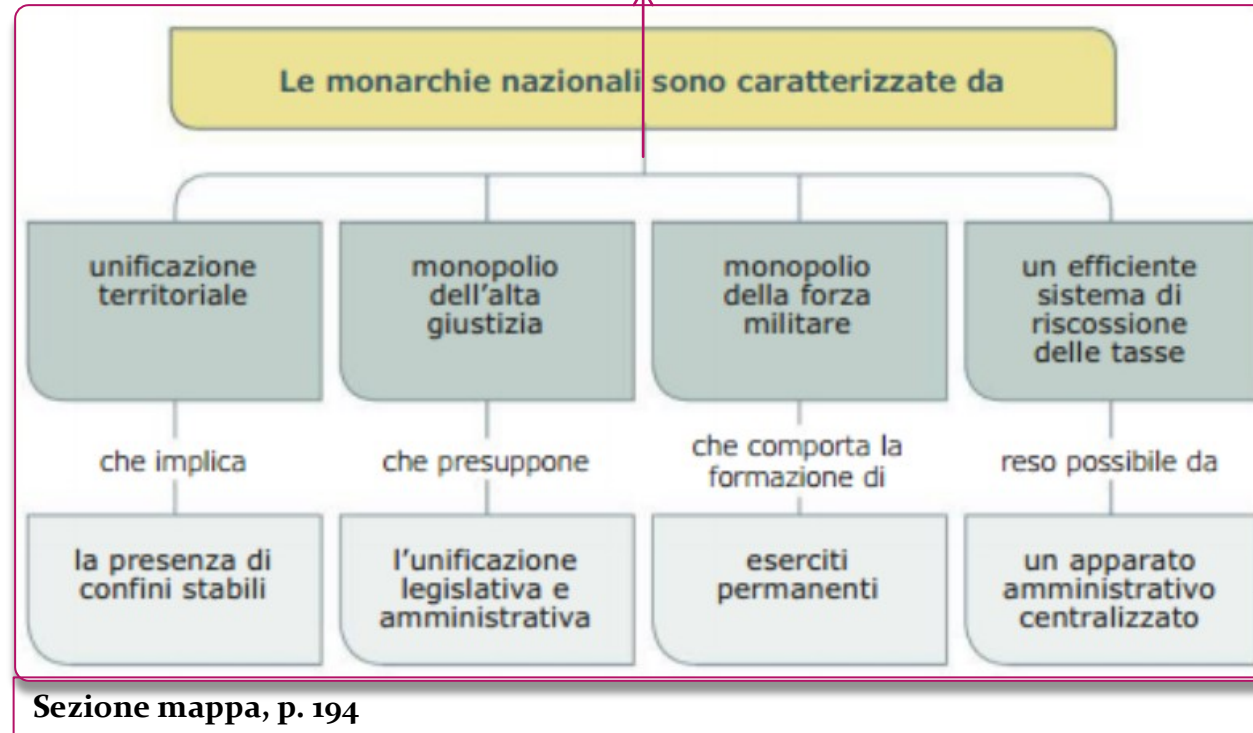 Le monarchie nazionali sono caratterizzate da
unificazione
territoriale
che implica
la presenza di
confini stabili
monopolio
dell'alta
giustizia
che presuppone
l'unificazione
legislativa e
amministrativa
monopolio
della forza
militare
che comporta la
formazione di
eserciti
permanenti
un efficiente
sistema di
riscossione
delle tasse
reso possibile da
un apparato
amministrativo
centralizzato
Sezione mappa, p. 194